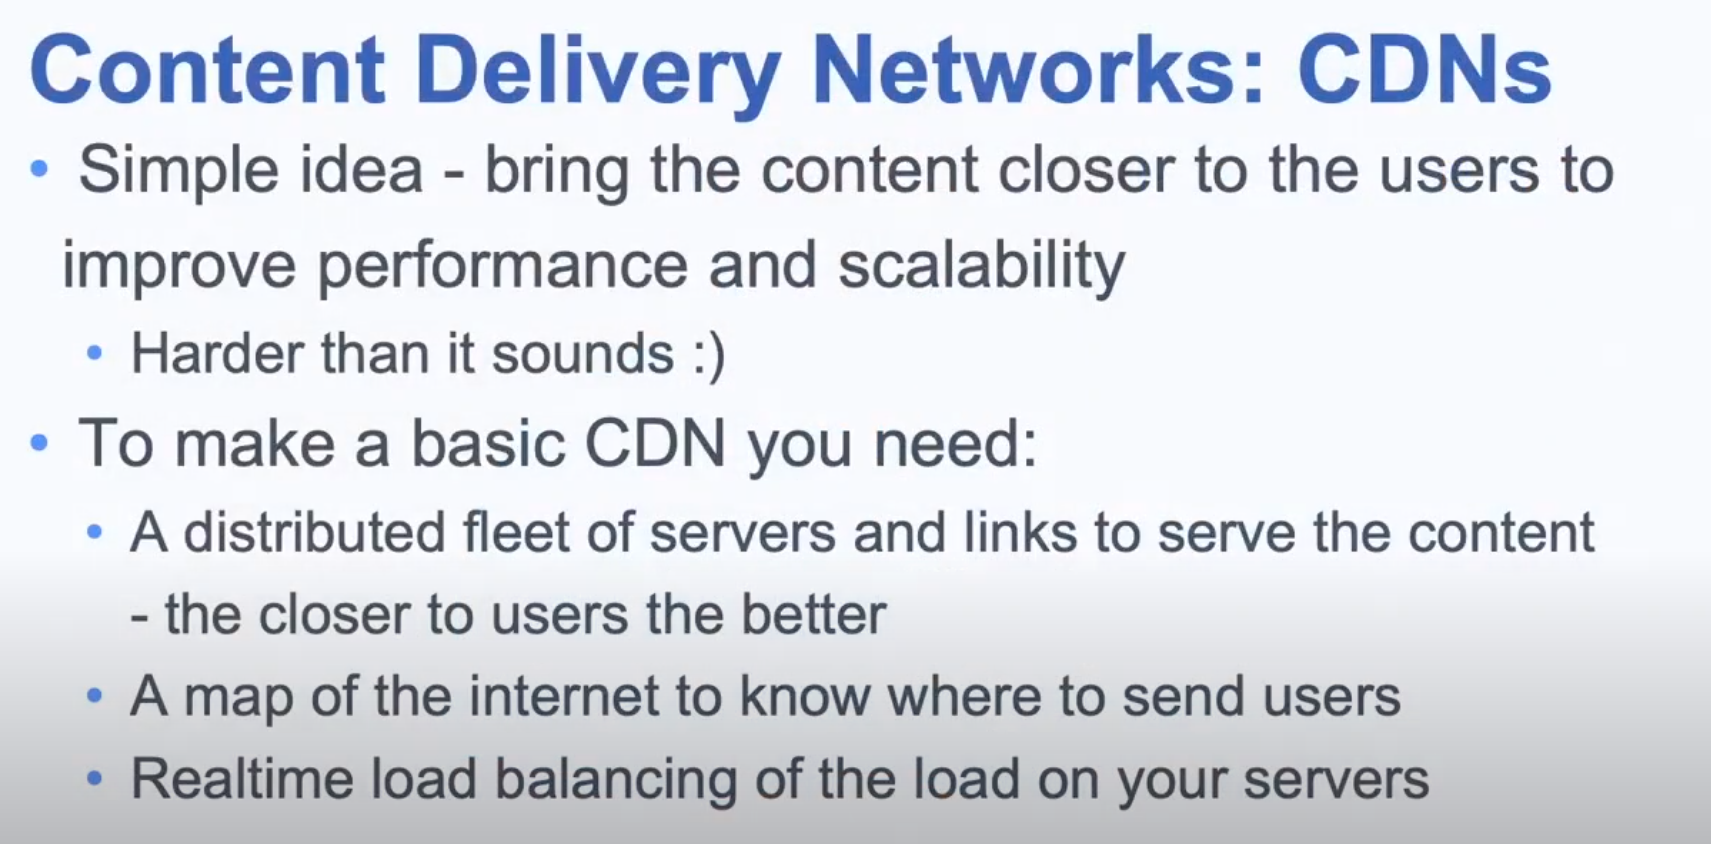 Content Delivery Networks: CDNs
• Simple idea - bring the content closer to the users to
improve performance and scalability
• Harder than it sounds :)
• To make a basic CDN you need:
• A distributed fleet of servers and links to serve the content
- the closer to users the better
• A map of the internet to know where to send users
• Realtime load balancing of the load on your servers